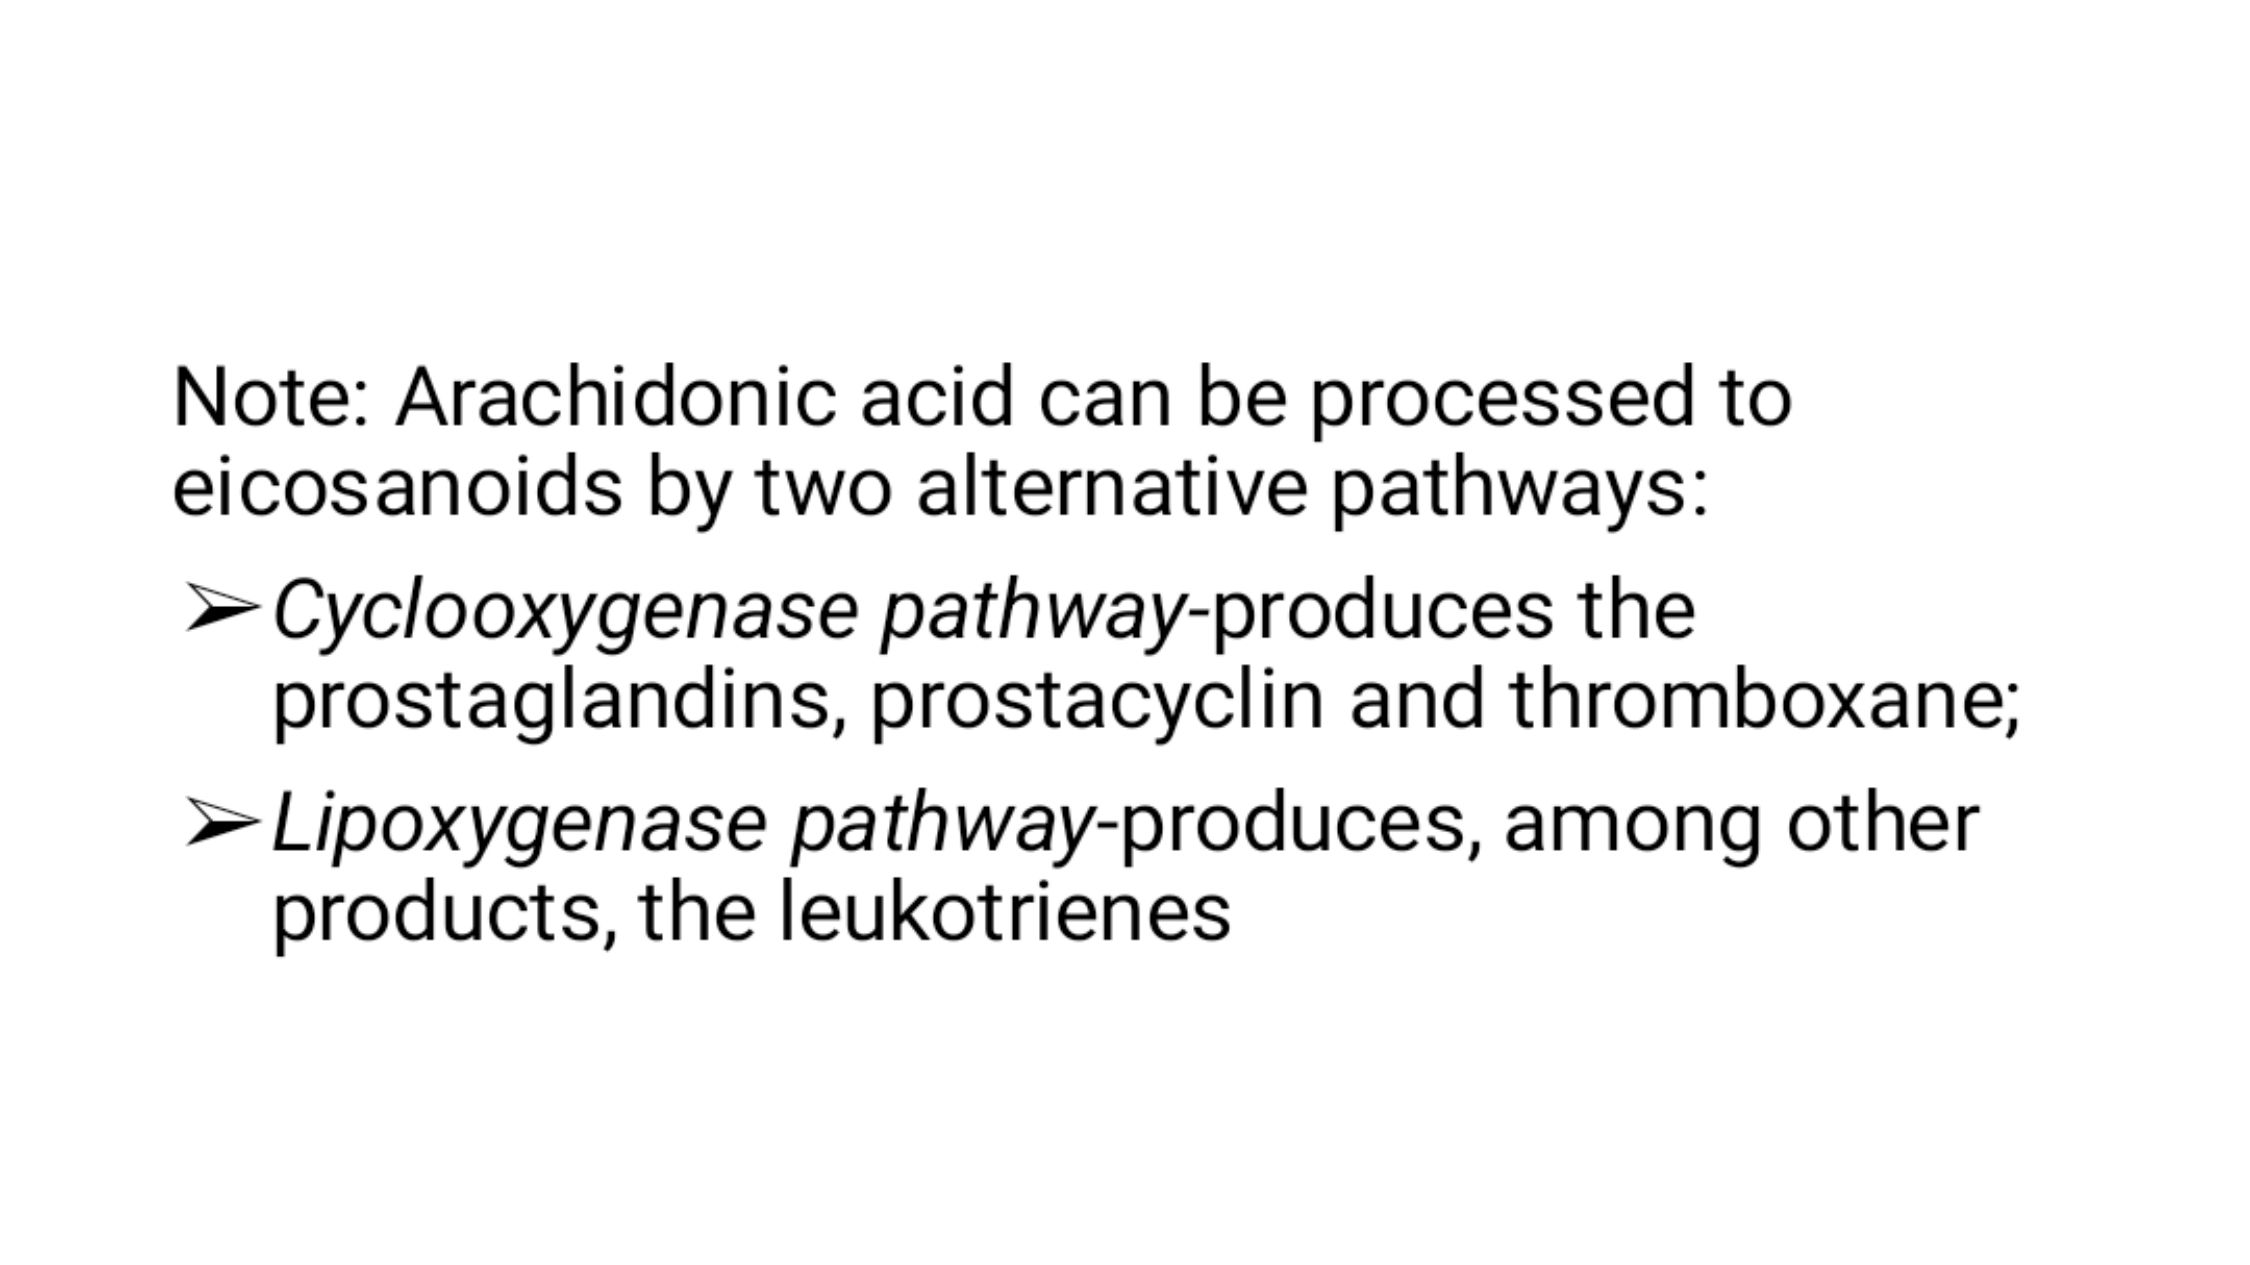 Note: Arachidonic acid can be processed to
eicosanoids by two alternative pathways:
➢Cyclooxygenase pathway-produces the
prostaglandins, prostacyclin and thromboxane;
➢Lipoxygenase pathway-produces, among other
products, the leukotrienes